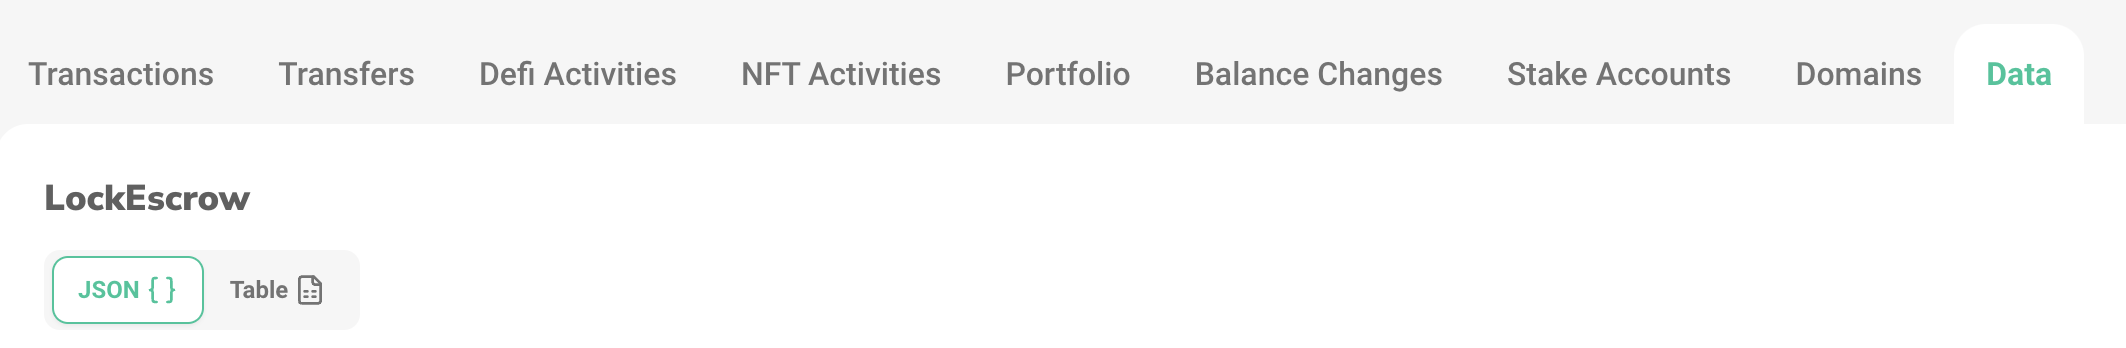 Transactions Transfers Defi Activities NFT Activities Portfolio Balance Changes Stake Accounts Domains Data
LockEscrow
JSON { } Table